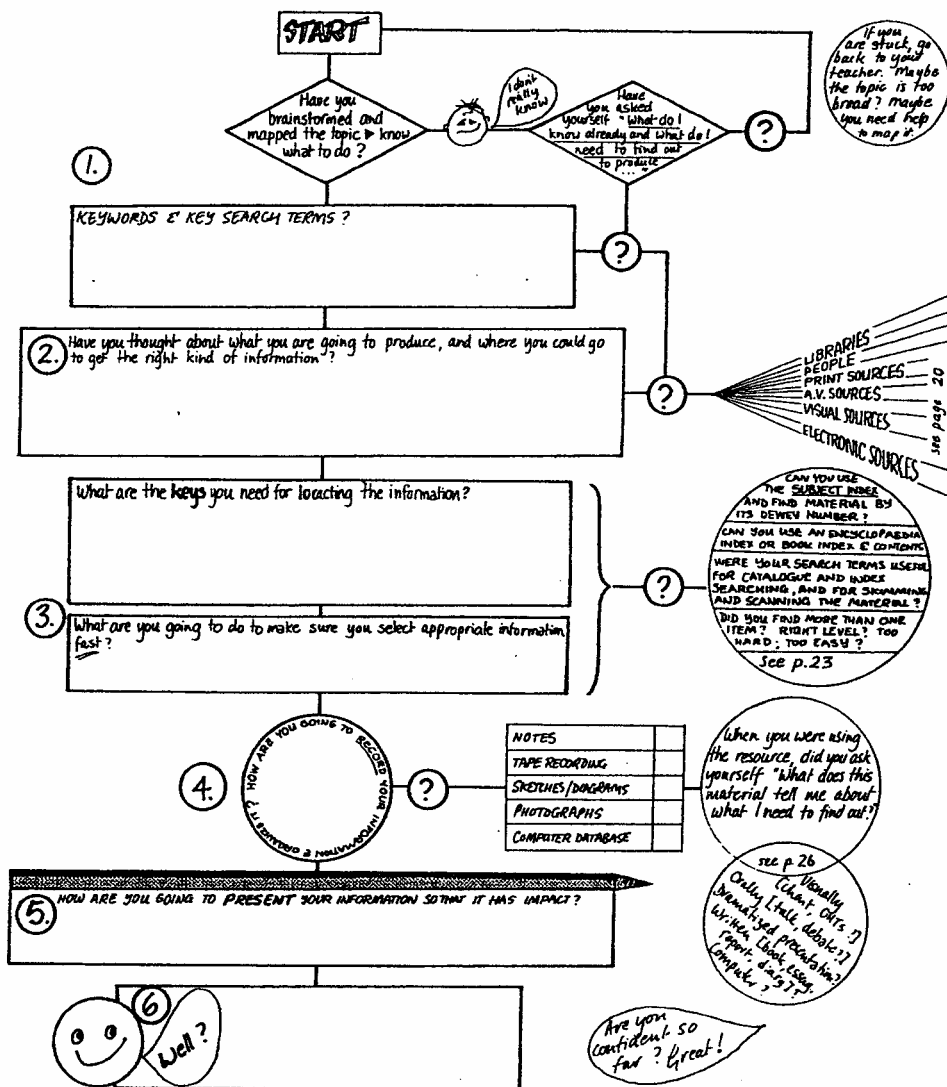 START
Have you
brainstormed and
mapped the topic ▶ know
what to do?
I don't
really
know
Have
you asked
yourself "What do I
know already and what do I
need to find out
to produce
..."
?
If you
are stuck, go
back to your
teacher. Maybe
the topic is too
broad? Maybe
you need help
to map it.
1.
KEYWORDS & KEY SEARCH TERMS?
?
2. Have you thought about what you are going to produce, and where you could go
to get the right kind of information?
?
LIBRARIES
PEOPLE
PRINT SOURCES
A.V. SOURCES
VISUAL SOURCES
ELECTRONIC SOURCES
see page 20
What are the keys you need for locacting the information?
3.
What are you going to do to make sure you select appropriate information
fast?
?
CAN YOU USE
THE SUBJECT INDEX
AND FIND MATERIAL BY
ITS DEWEY NUMBER?
CAN YOU USE AN ENCYCLOPAEDIA
INDEX OR BOOK INDEX & CONTENTS
WERE YOUR SEARCH TERMS USEFUL
FOR CATALOGUE AND INDEX
SEARCHING, AND FOR SKIMMING
AND SCANNING THE MATERIAL?
DID YOU FIND MORE THAN ONE
ITEM? RIGHT LEVEL? TOO
HARD; TOO EASY?
See p.23
4.
HOW ARE YOU GOING TO RECORD YOUR INFORMATION & ORGANIZE IT?
?
NOTES
TAPE RECORDING
SKETCHES/DIAGRAMS
PHOTOGRAPHS
COMPUTER DATABASE
When you were using
the resource, did you ask
yourself "What does this
material tell me about
what I need to find out?"
see p 26
5.
HOW ARE YOU GOING TO PRESENT YOUR INFORMATION SO THAT IT HAS IMPACT?
Visually
[chart, OHTs?]
Orally [talk, debate?]
Dramatized presentation?
Written [book, essay,
report, diary]?
Computer?
6
Well?
Are you
confident so
far? Great!